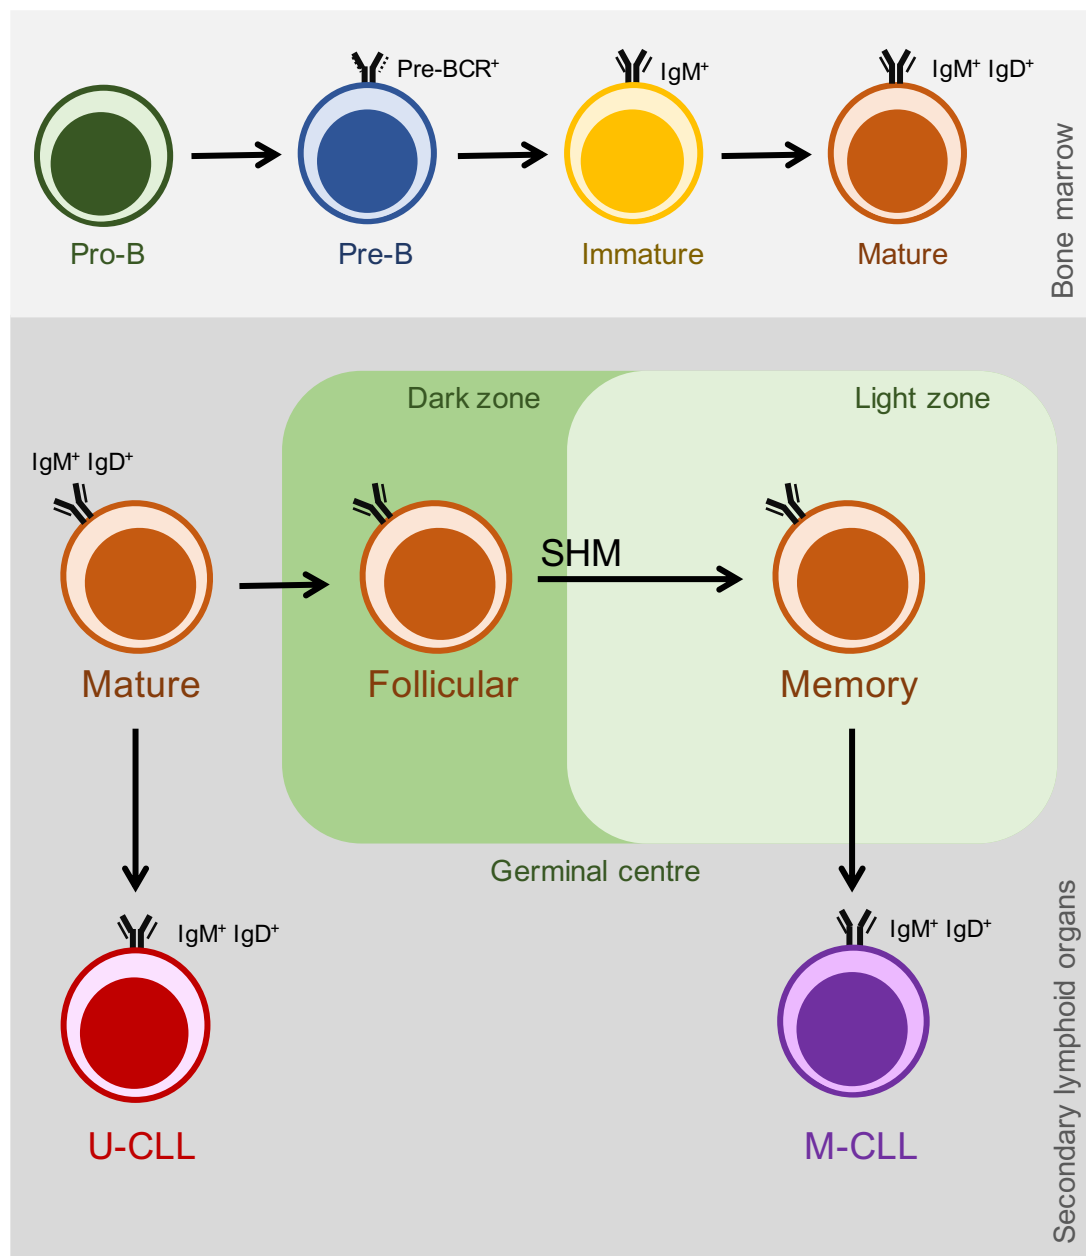 Pre-BCR⁺
IgM⁺
IgM⁺ IgD⁺
Pro-B
Pre-B
Immature
Mature
Bone marrow
Dark zone
Light zone
IgM⁺ IgD⁺
SHM
Mature
Follicular
Memory
Germinal centre
IgM⁺ IgD⁺
IgM⁺ IgD⁺
U-CLL
M-CLL
Secondary lymphoid organs